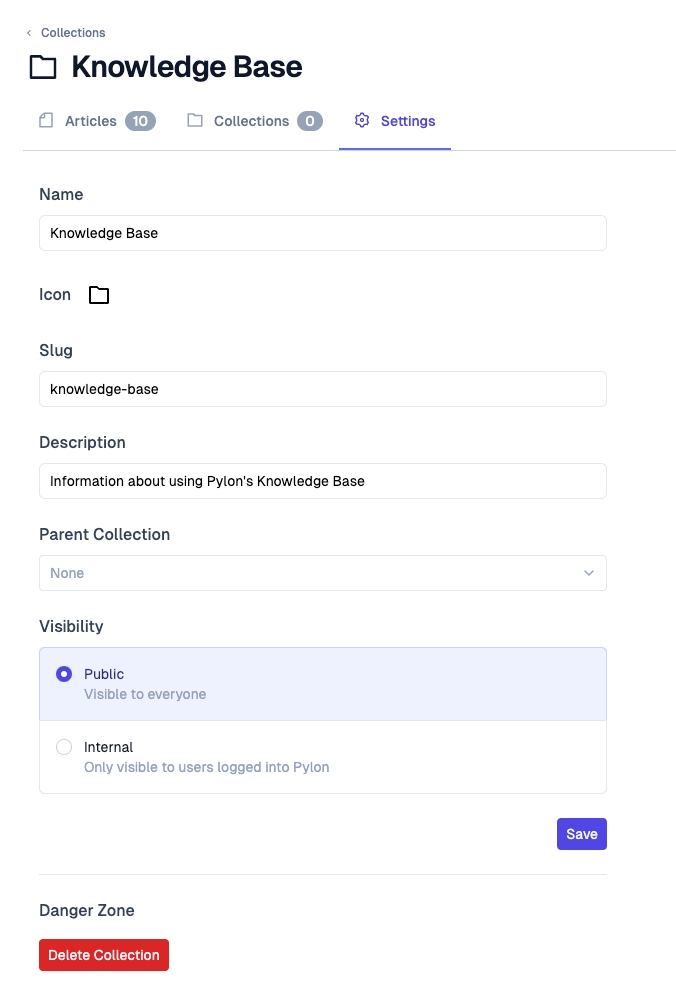 Collections
Knowledge Base
Articles 10 Collections 0 Settings
Name
Knowledge Base
Icon
Slug
knowledge-base
Description
Information about using Pylon's Knowledge Base
Parent Collection
None
Visibility
Public
Visible to everyone
Internal
Only visible to users logged into Pylon
Save
Danger Zone
Delete Collection